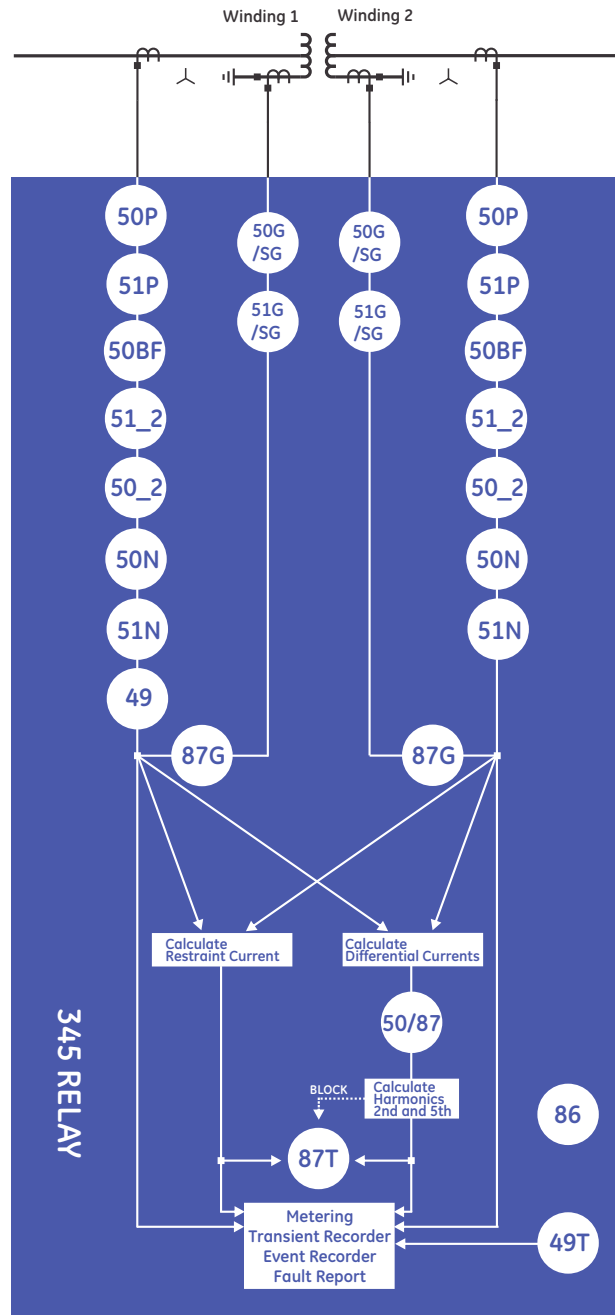 Winding 1
Winding 2
50P
50P
50G
/SG
50G
/SG
51P
51P
51G
/SG
51G
/SG
50BF
50BF
51_2
51_2
50_2
50_2
50N
50N
51N
51N
49
87G
87G
Calculate
Restraint Current
Calculate
Differential Currents
50/87
345 RELAY
BLOCK
Calculate
Harmonics
2nd and 5th
86
87T
Metering
Transient Recorder
Event Recorder
Fault Report
49T